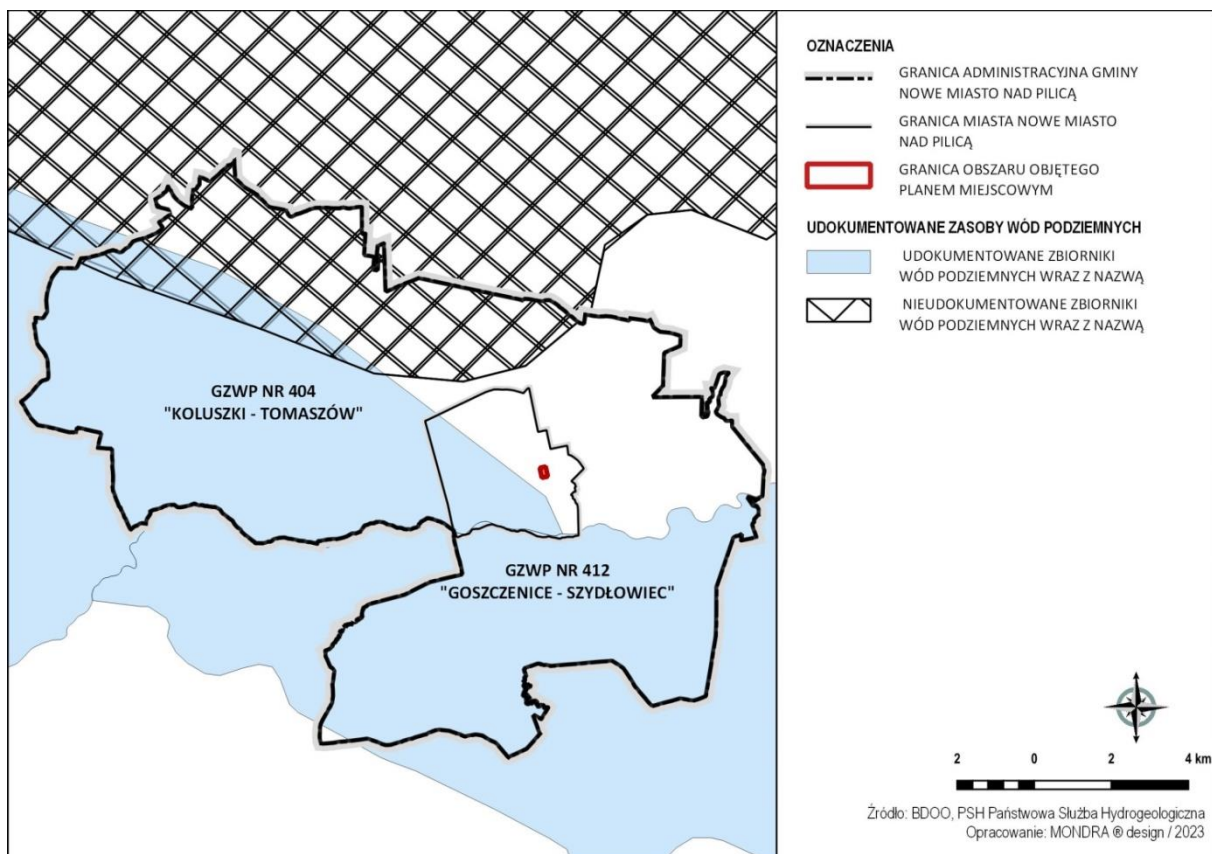 GZWP NR 404
"KOLUSZKI - TOMASZÓW"
GZWP NR 412
"GOSZCZENICE - SZYDŁOWIEC"
OZNACZENIA
GRANICA ADMINISTRACYJNA GMINY
NOWE MIASTO NAD PILICĄ
GRANICA MIASTA NOWE MIASTO
NAD PILICĄ
GRANICA OBSZARU OBJĘTEGO
PLANEM MIEJSCOWYM
UDOKUMENTOWANE ZASOBY WÓD PODZIEMNYCH
UDOKUMENTOWANE ZBIORNIKI
WÓD PODZIEMNYCH WRAZ Z NAZWĄ
NIEUDOKUMENTOWANE ZBIORNIKI
WÓD PODZIEMNYCH WRAZ Z NAZWĄ
2 0 2 4 km
Źródło: BDOO, PSH Państwowa Służba Hydrogeologiczna
Opracowanie: MONDRA ® design / 2023